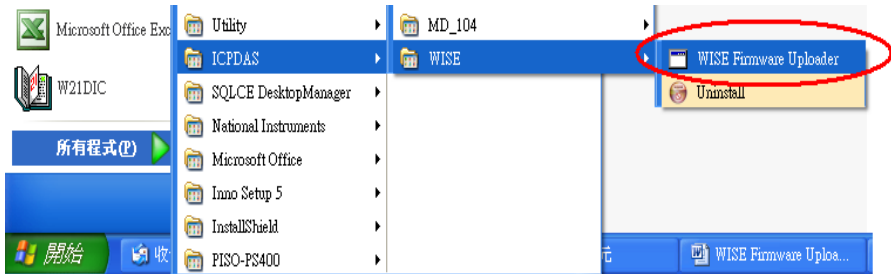 Microsoft Office Exc
W21DIC
所有程式(P)
開始
收
Utility
ICPDAS
SQLCE DesktopManager
National Instruments
Microsoft Office
Inno Setup 5
InstallShield
PISO-PS400
MD_104
WISE
WISE Firmware Uploader
Uninstall
元
WISE Firmware Uploa...